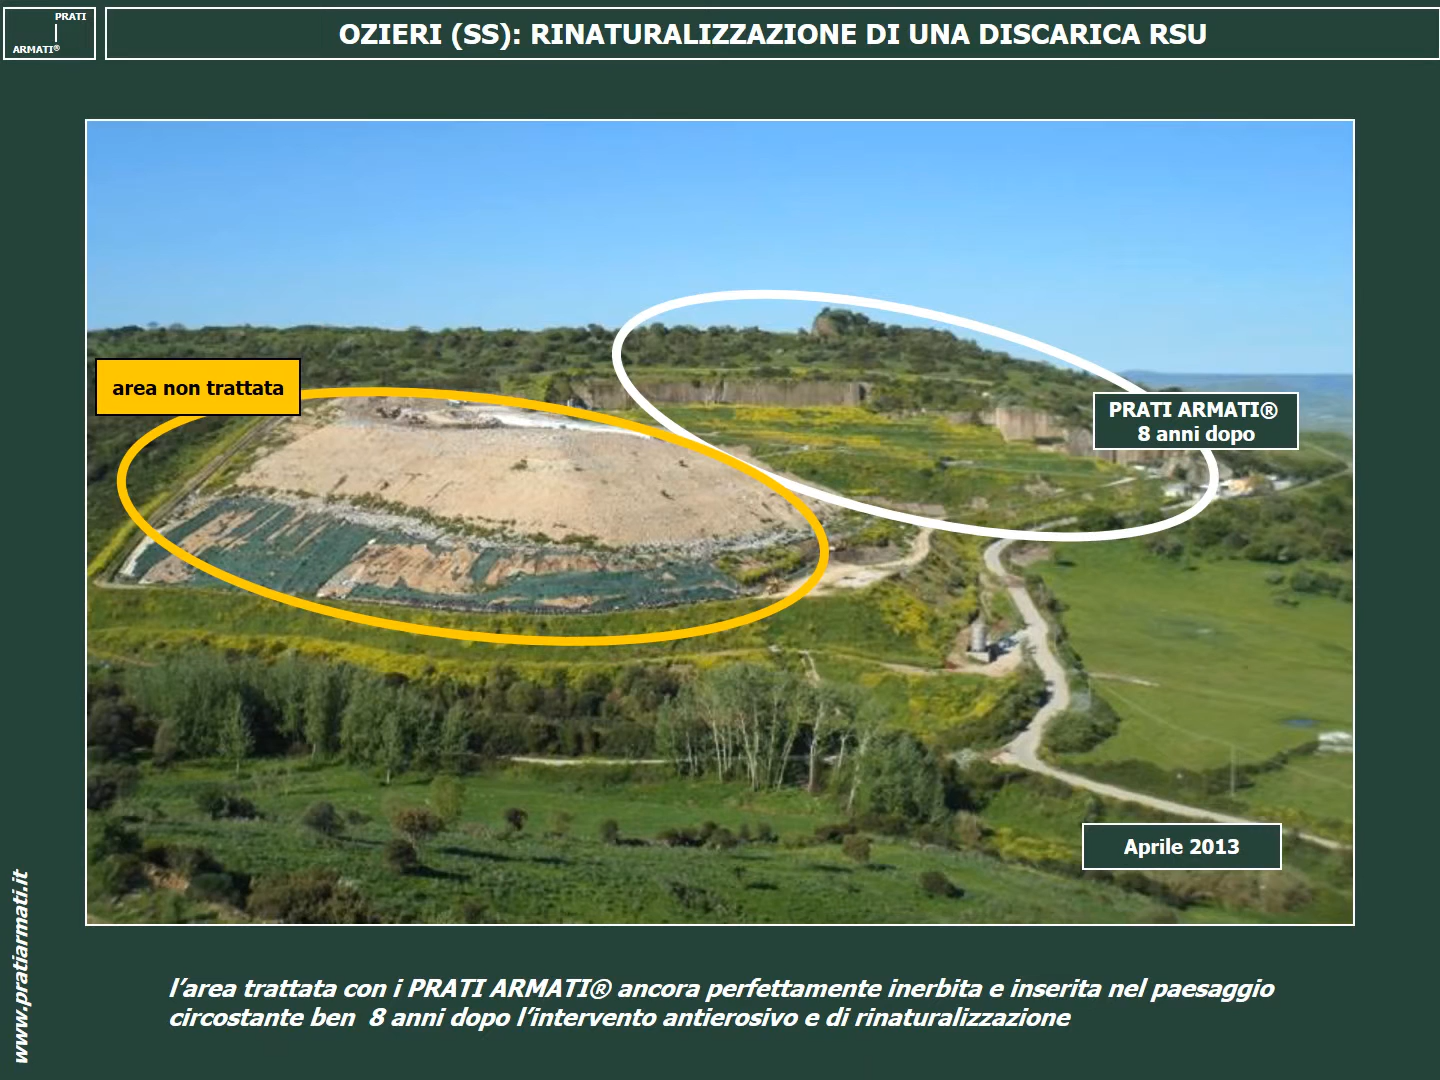 PRATI
ARMATI®
OZIERI (SS): RINATURALIZZAZIONE DI UNA DISCARICA RSU
area non trattata
PRATI ARMATI®
8 anni dopo
Aprile 2013
www.pratiarmati.it
l’area trattata con i PRATI ARMATI® ancora perfettamente inerbita e inserita nel paesaggio
circostante ben  8 anni dopo l’intervento antierosivo e di rinaturalizzazione